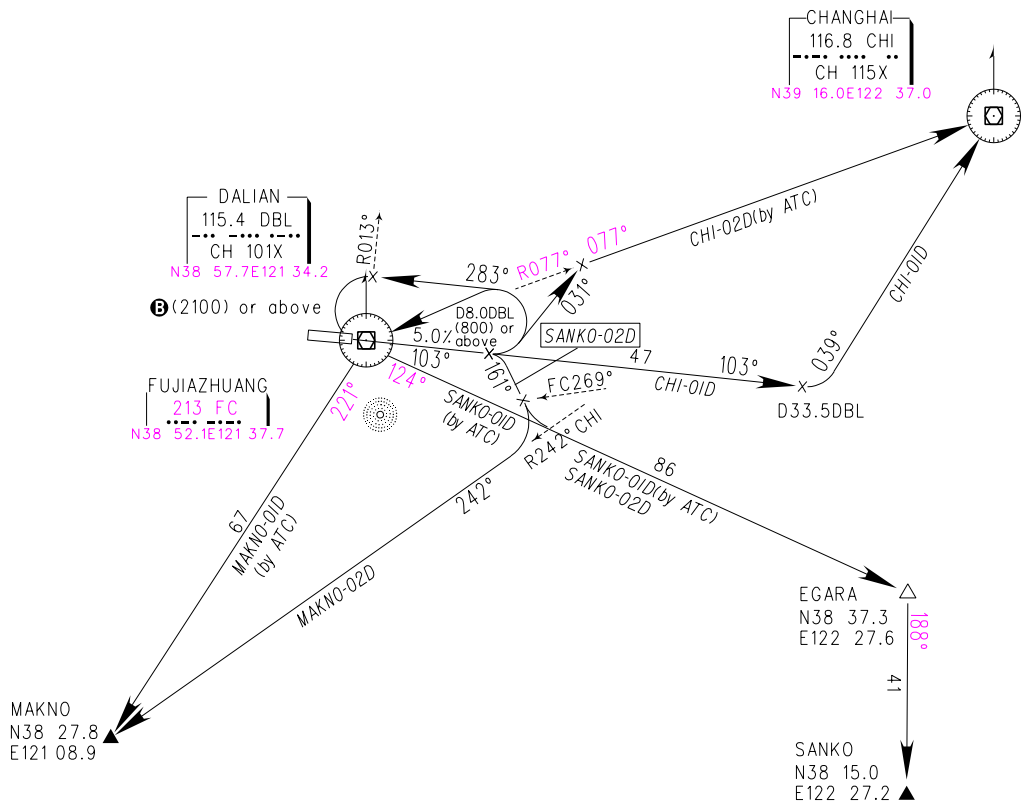 CHANGHAI
116.8 CHI
CH 115X
N39 16.0E122 37.0
DALIAN
115.4 DBL
CH 101X
N38 57.7E121 34.2
R013°
283°
R077°
077°
CHI-02D(by ATC)
CHI-01D
031°
B (2100) or above
D8.0DBL
(800) or
above
5.0%
103°
SANKO-02D
47
103°
039°
CHI-01D
D33.5DBL
161°
FC269°
124°
221°
FUJIAZHUANG
213 FC
N38 52.1E121 37.7
SANKO-01D
(by ATC)
R242° CHI
86
SANKO-01D(by ATC)
SANKO-02D
242°
67
MAKNO-01D
(by ATC)
MAKNO-02D
EGARA
N38 37.3
E122 27.6
188°
41
MAKNO
N38 27.8
E121 08.9
SANKO
N38 15.0
E122 27.2